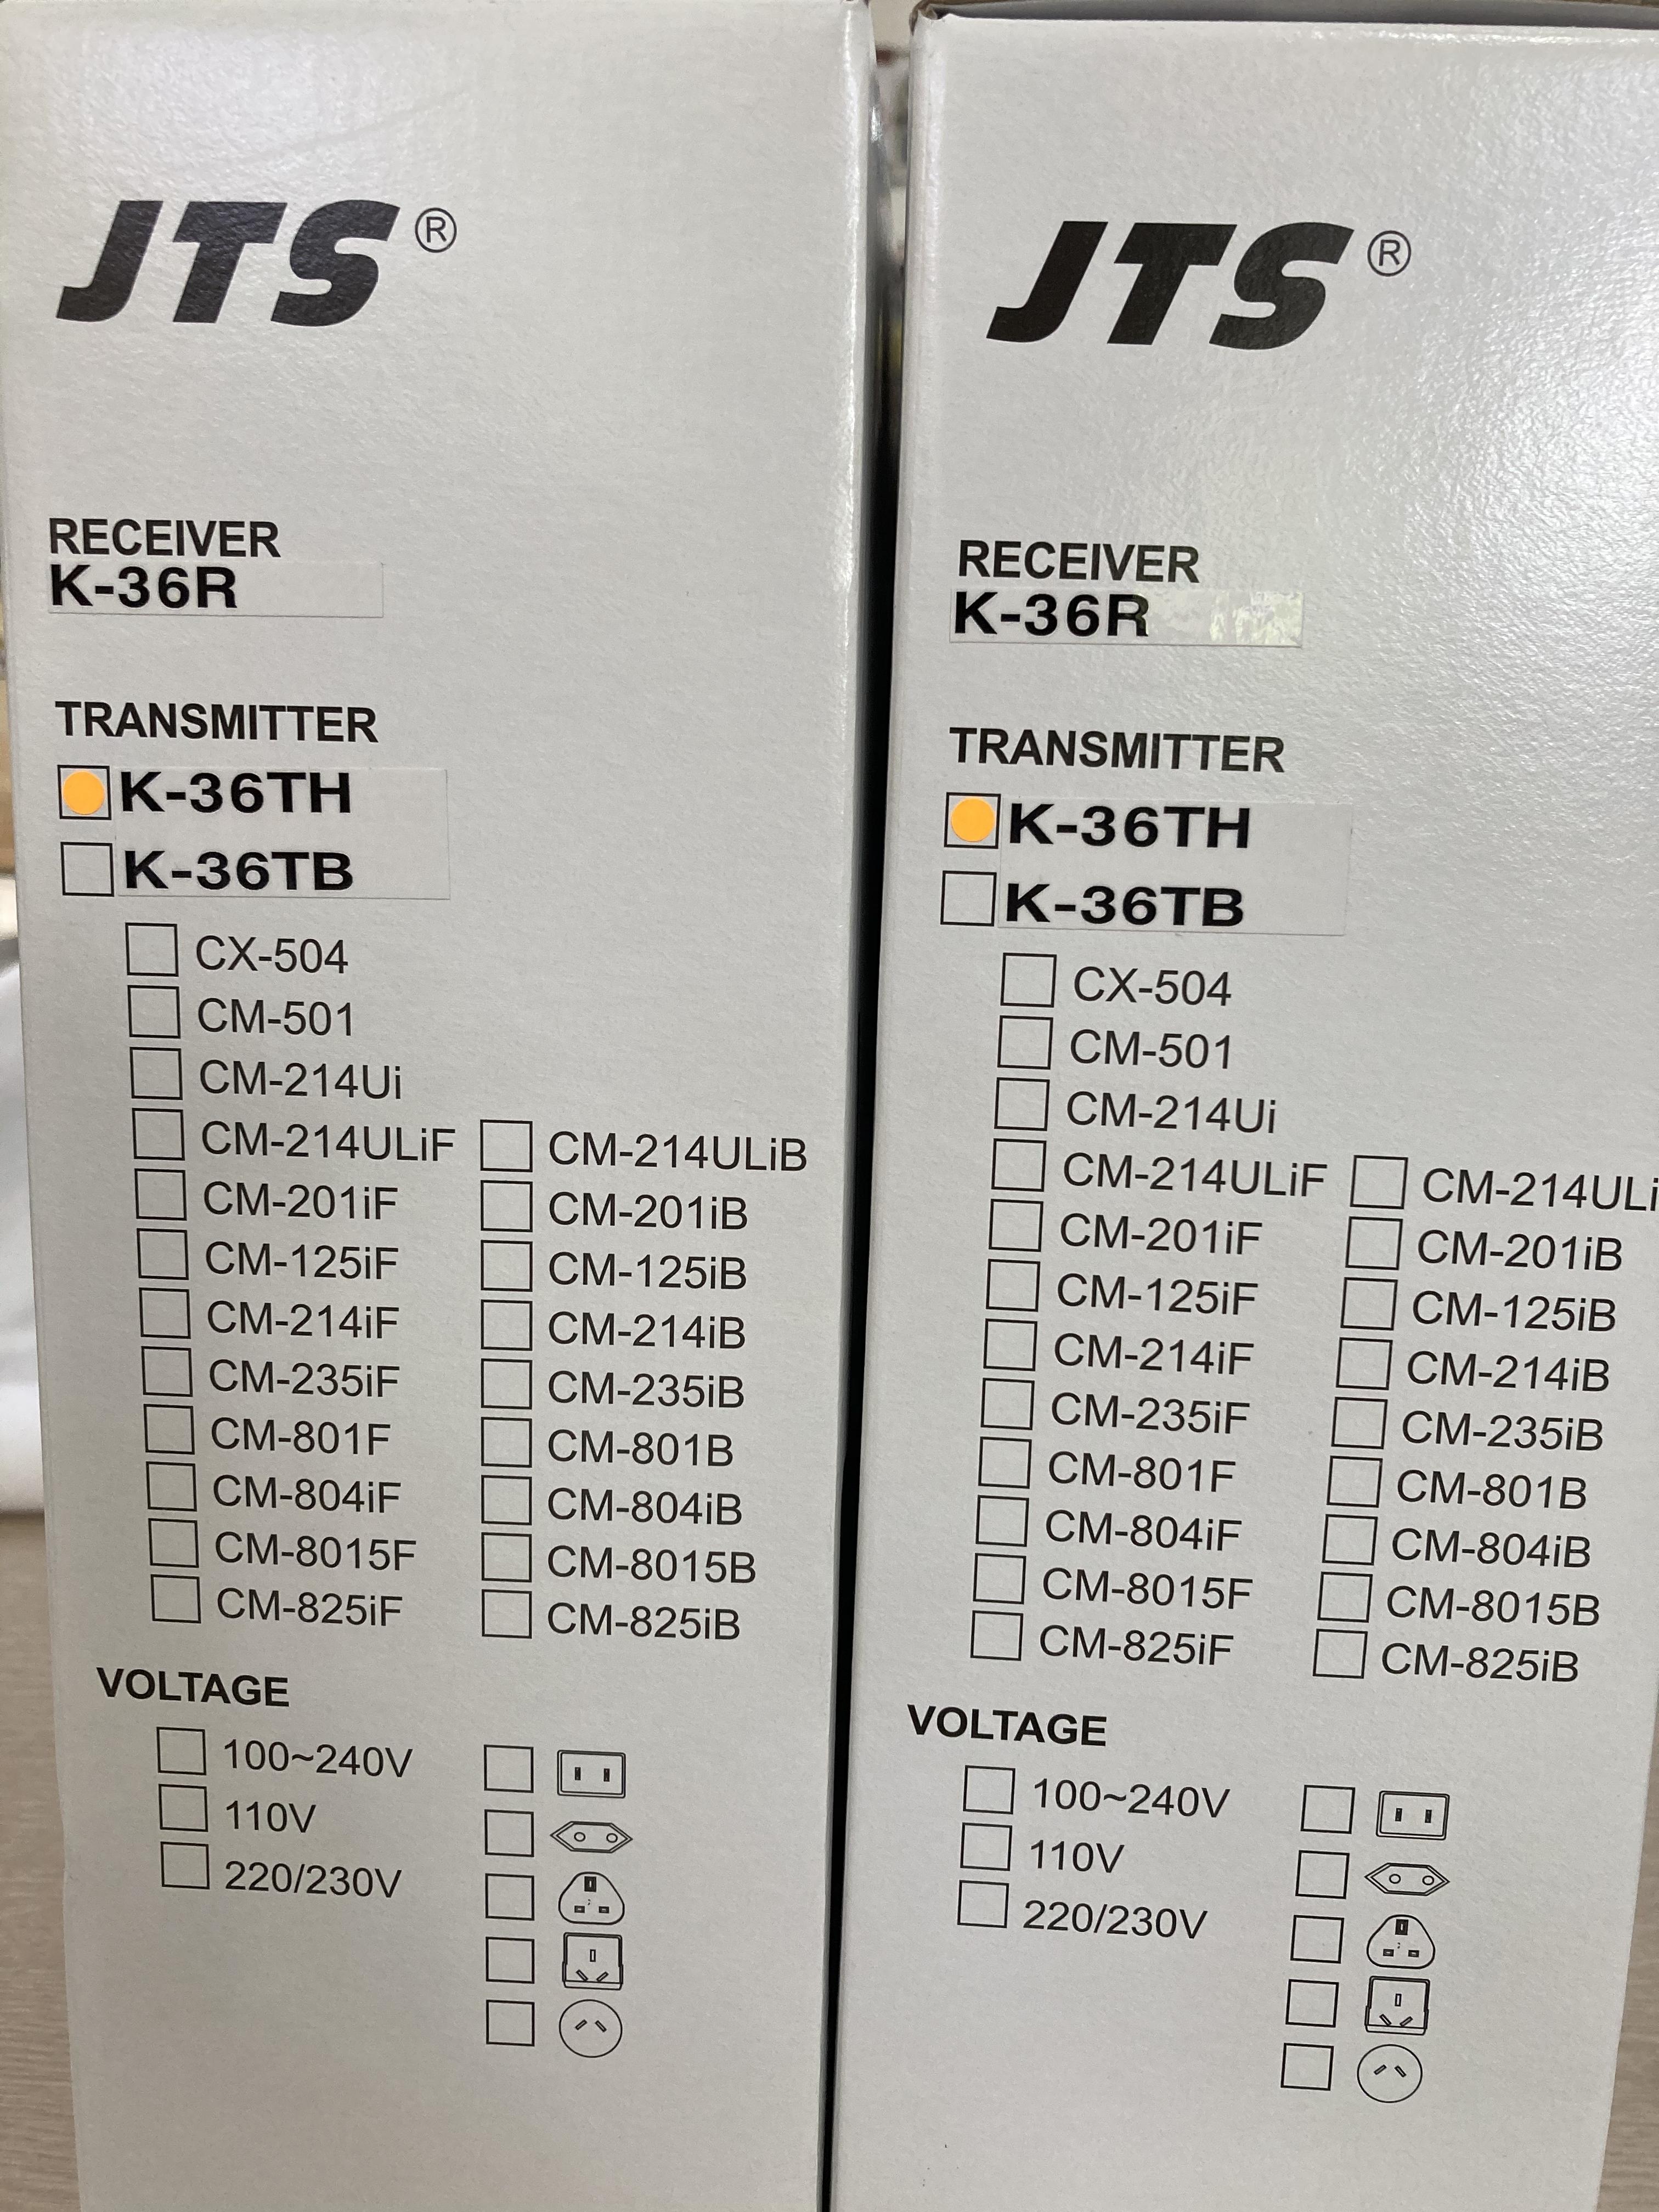 JTS®
RECEIVER
K-36R
TRANSMITTER
K-36TH
K-36TB
CX-504
CM-501
CM-214Ui
CM-214ULiF CM-214ULiB
CM-201iF CM-201iB
CM-125iF CM-125iB
CM-214iF CM-214iB
CM-235iF CM-235iB
CM-801F CM-801B
CM-804iF CM-804iB
CM-8015F CM-8015B
CM-825iF CM-825iB
VOLTAGE
100~240V
110V
220/230V
JTS®
RECEIVER
K-36R
TRANSMITTER
K-36TH
K-36TB
CX-504
CM-501
CM-214Ui
CM-214ULiF CM-214ULi
CM-201iF CM-201iB
CM-125iF CM-125iB
CM-214iF CM-214iB
CM-235iF CM-235iB
CM-801F CM-801B
CM-804iF CM-804iB
CM-8015F CM-8015B
CM-825iF CM-825iB
VOLTAGE
100~240V
110V
220/230V